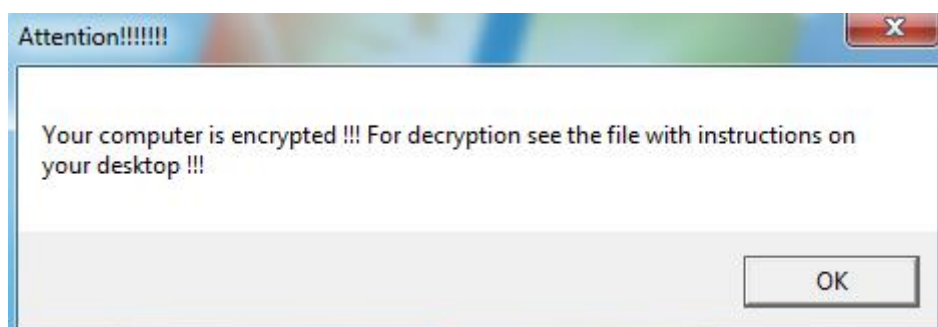 Attention!!!!!!!
Your computer is encrypted !!! For decryption see the file with instructions on
your desktop !!!
OK